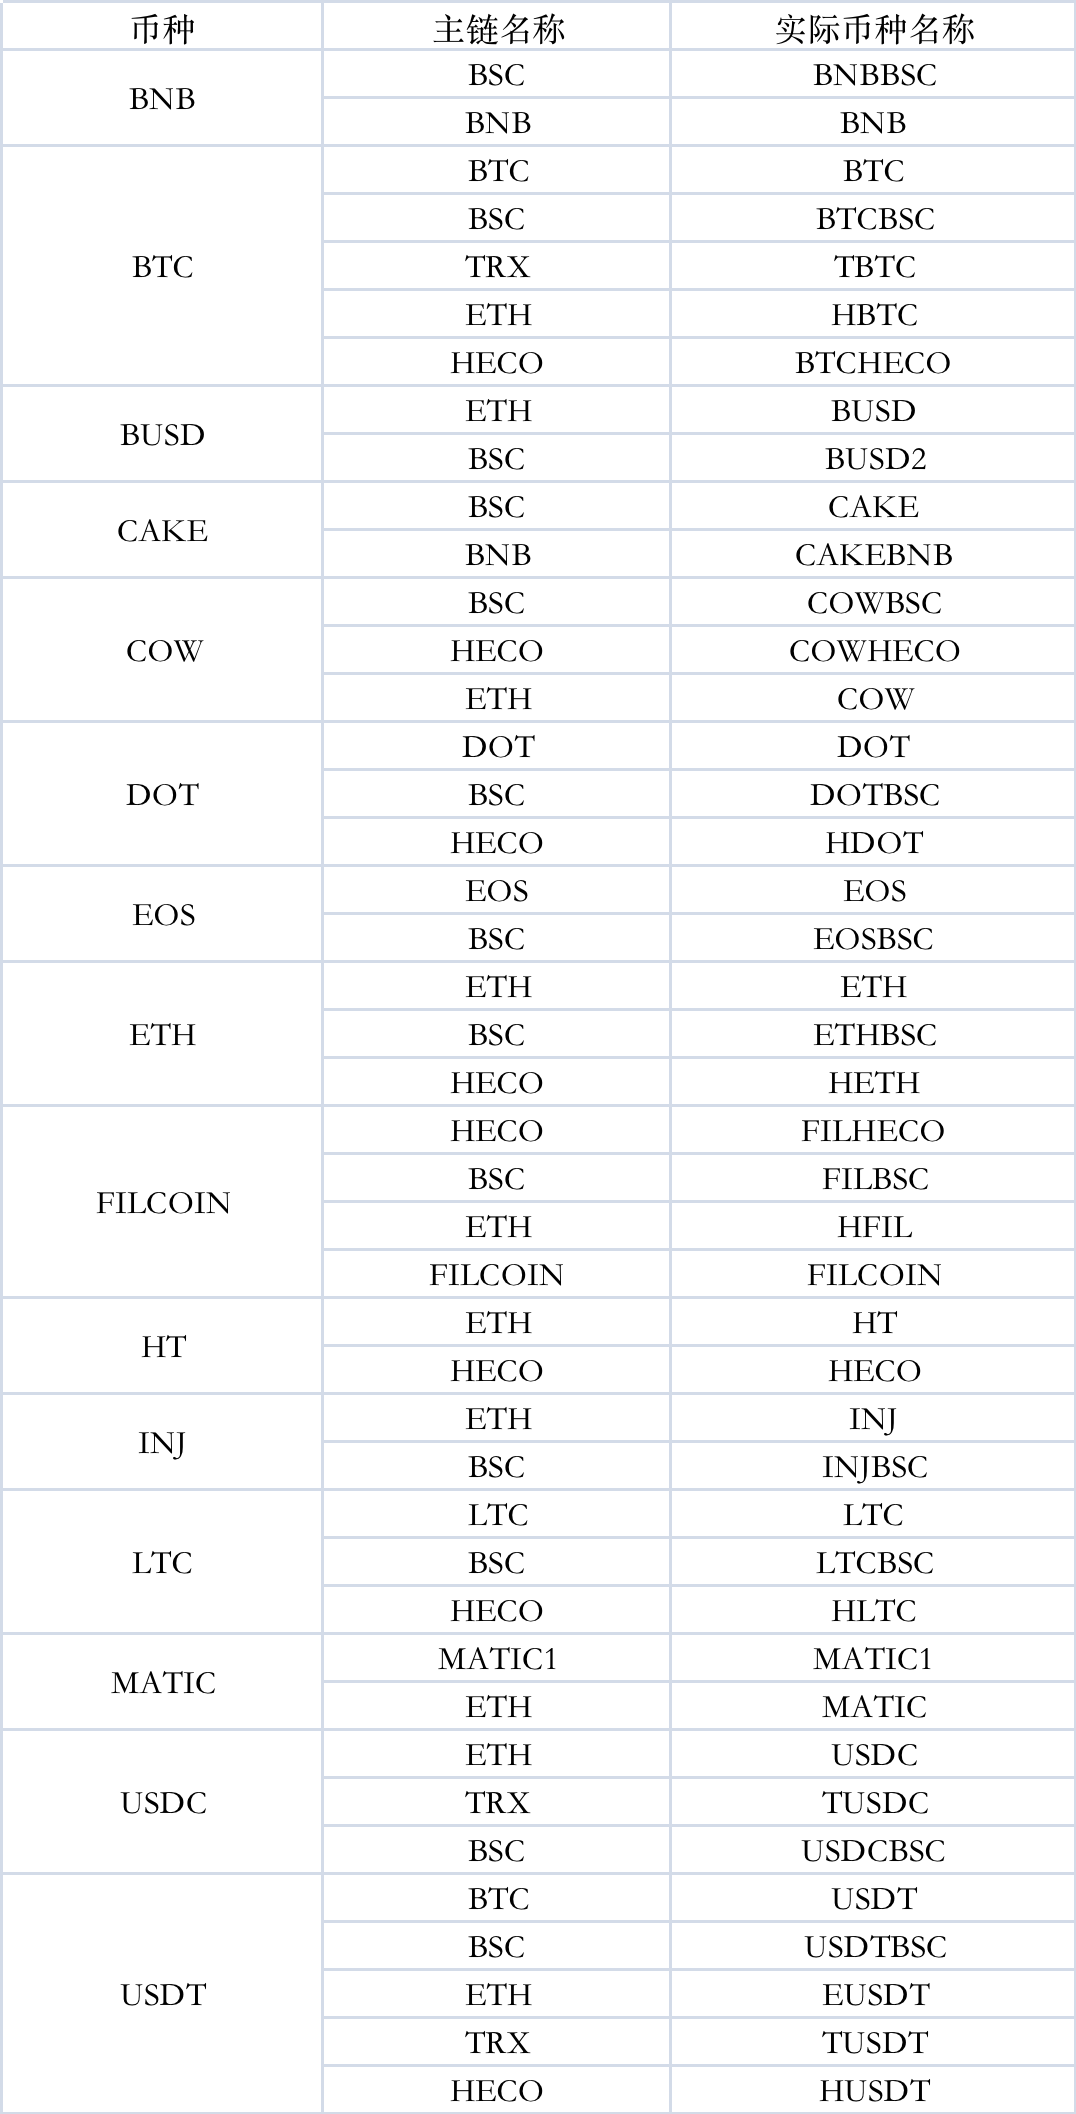 币种 主链名称 实际币种名称
BNB BSC BNBBSC
BNB BNB
BTC BTC BTC
BSC BTCBSC
TRX TBTC
ETH HBTC
HECO BTCHECO
BUSD ETH BUSD
BSC BUSD2
CAKE BSC CAKE
BNB CAKEBNB
COW BSC COWBSC
HECO COWHECO
ETH COW
DOT DOT DOT
BSC DOTBSC
HECO HDOT
EOS EOS EOS
BSC EOSBSC
ETH ETH ETH
BSC ETHBSC
HECO HETH
FILCOIN HECO FILHECO
BSC FILBSC
ETH HFIL
FILCOIN FILCOIN
HT ETH HT
HECO HECO
INJ ETH INJ
BSC INJBSC
LTC LTC LTC
BSC LTCBSC
HECO HLTC
MATIC MATIC1 MATIC1
ETH MATIC
USDC ETH USDC
TRX TUSDC
BSC USDCBSC
USDT BTC USDT
BSC USDTBSC
ETH EUSDT
TRX TUSDT
HECO HUSDT